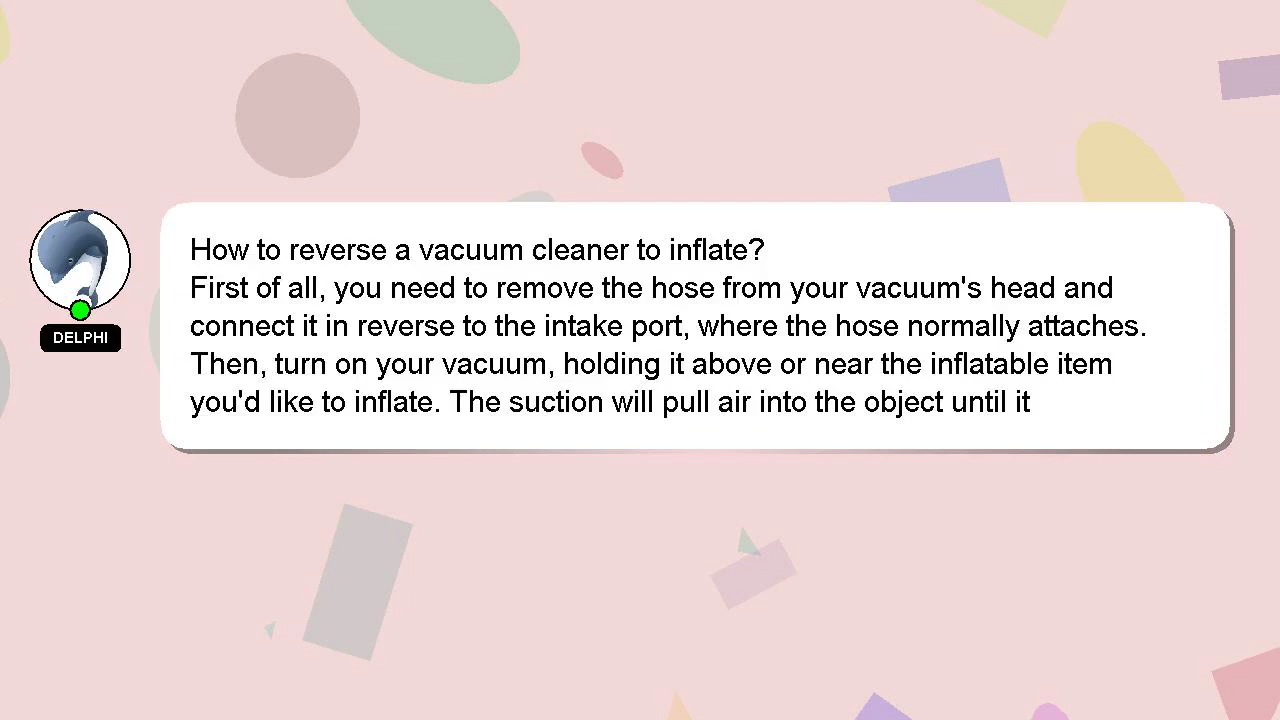 How to reverse a vacuum cleaner to inflate?
First of all, you need to remove the hose from your vacuum's head and
connect it in reverse to the intake port, where the hose normally attaches.
Then, turn on your vacuum, holding it above or near the inflatable item
you'd like to inflate. The suction will pull air into the object until it
DELPHI